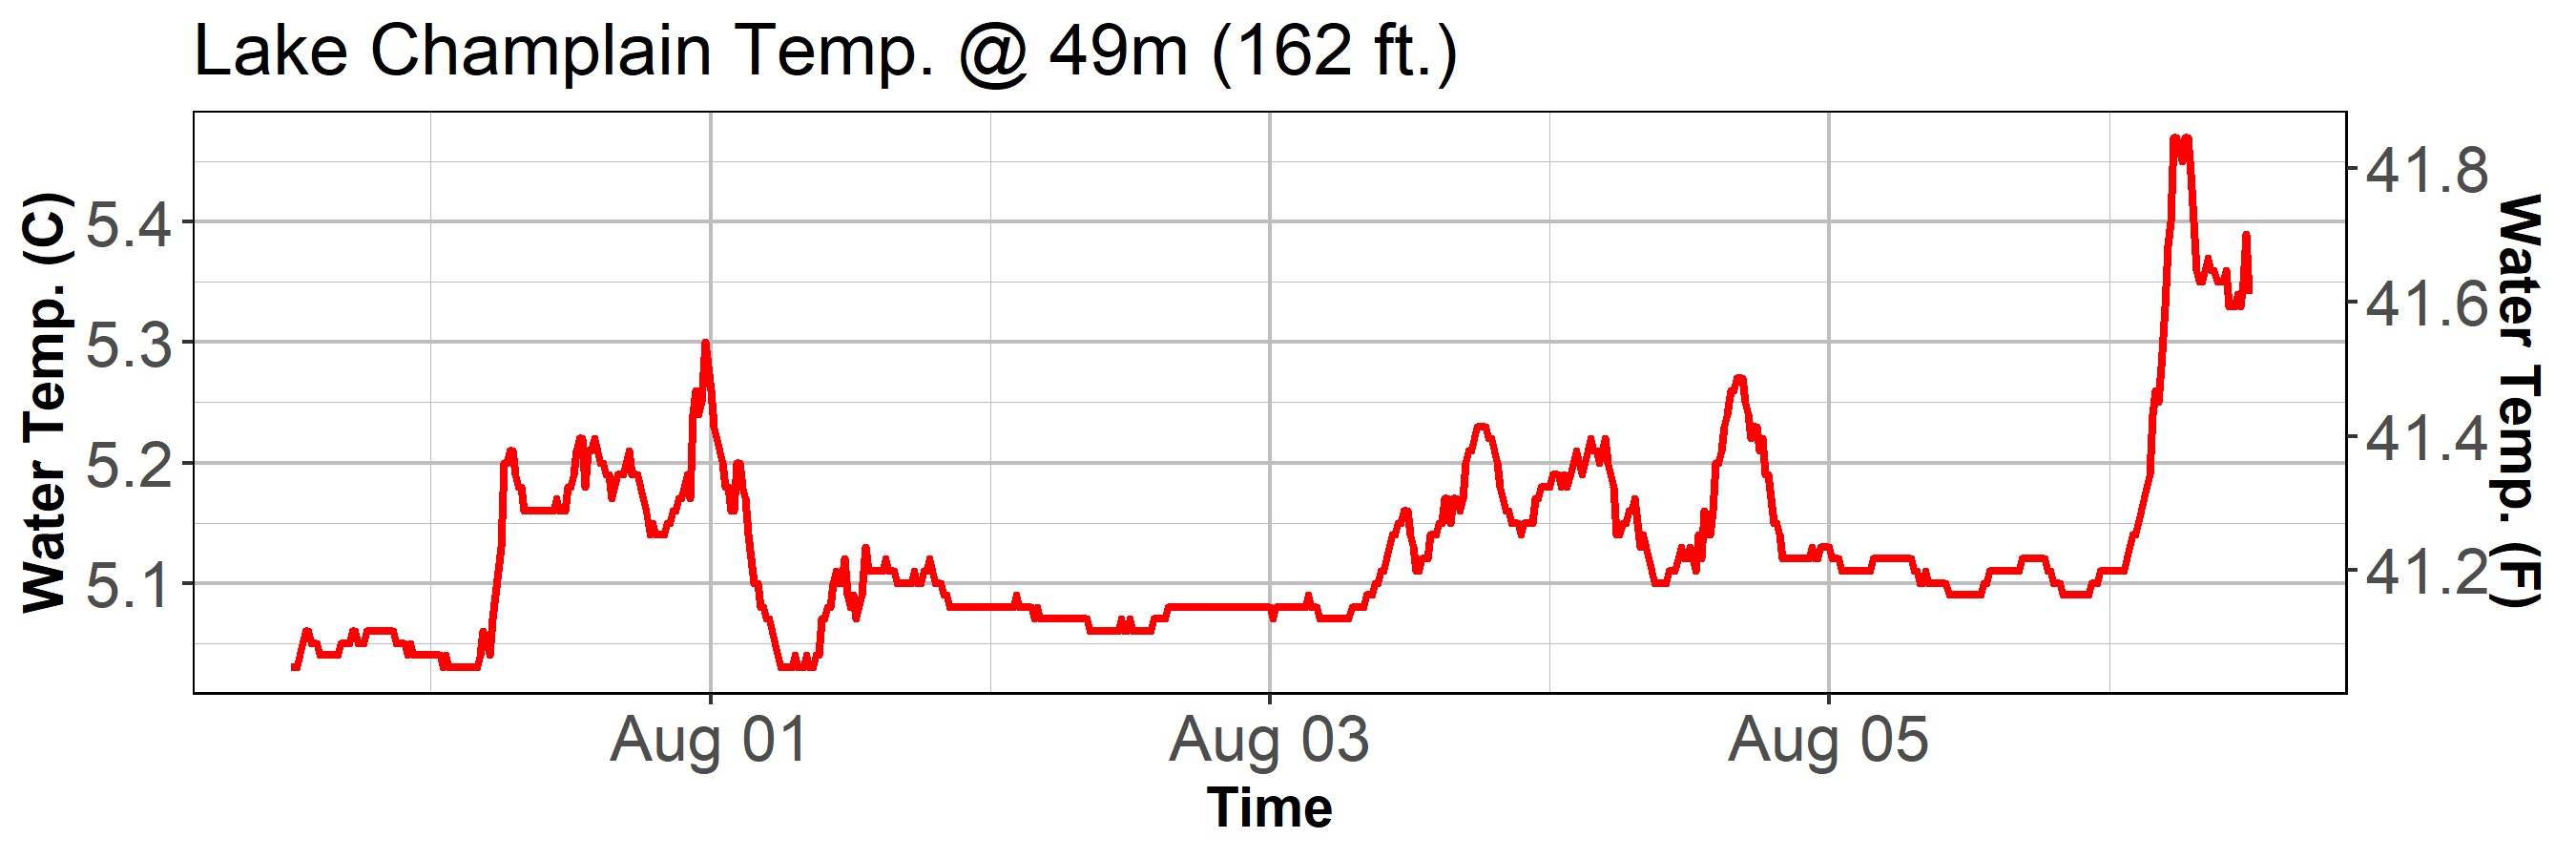 Lake Champlain Temp. @ 49m (162 ft.)
Water Temp. (C)
5.4
5.3
5.2
5.1
41.8
41.6
41.4
41.2
Water Temp. (F)
Aug 01
Aug 03
Aug 05
Time